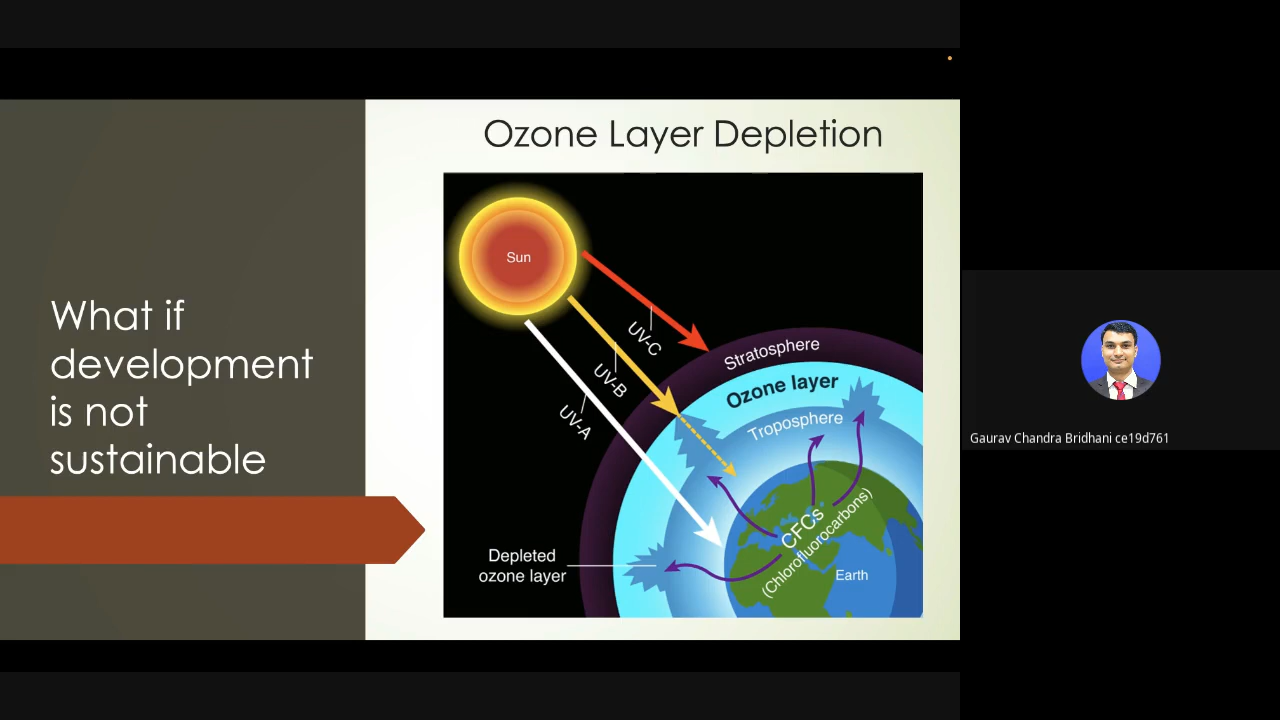 Ozone Layer Depletion
What if
development
is not
sustainable
Sun
UV-C
UV-B
UV-A
Stratosphere
Ozone layer
Troposphere
CFCs
(Chlorofluorocarbons)
Earth
Depleted
ozone layer
Gaurav Chandra Bridhani ce19d761